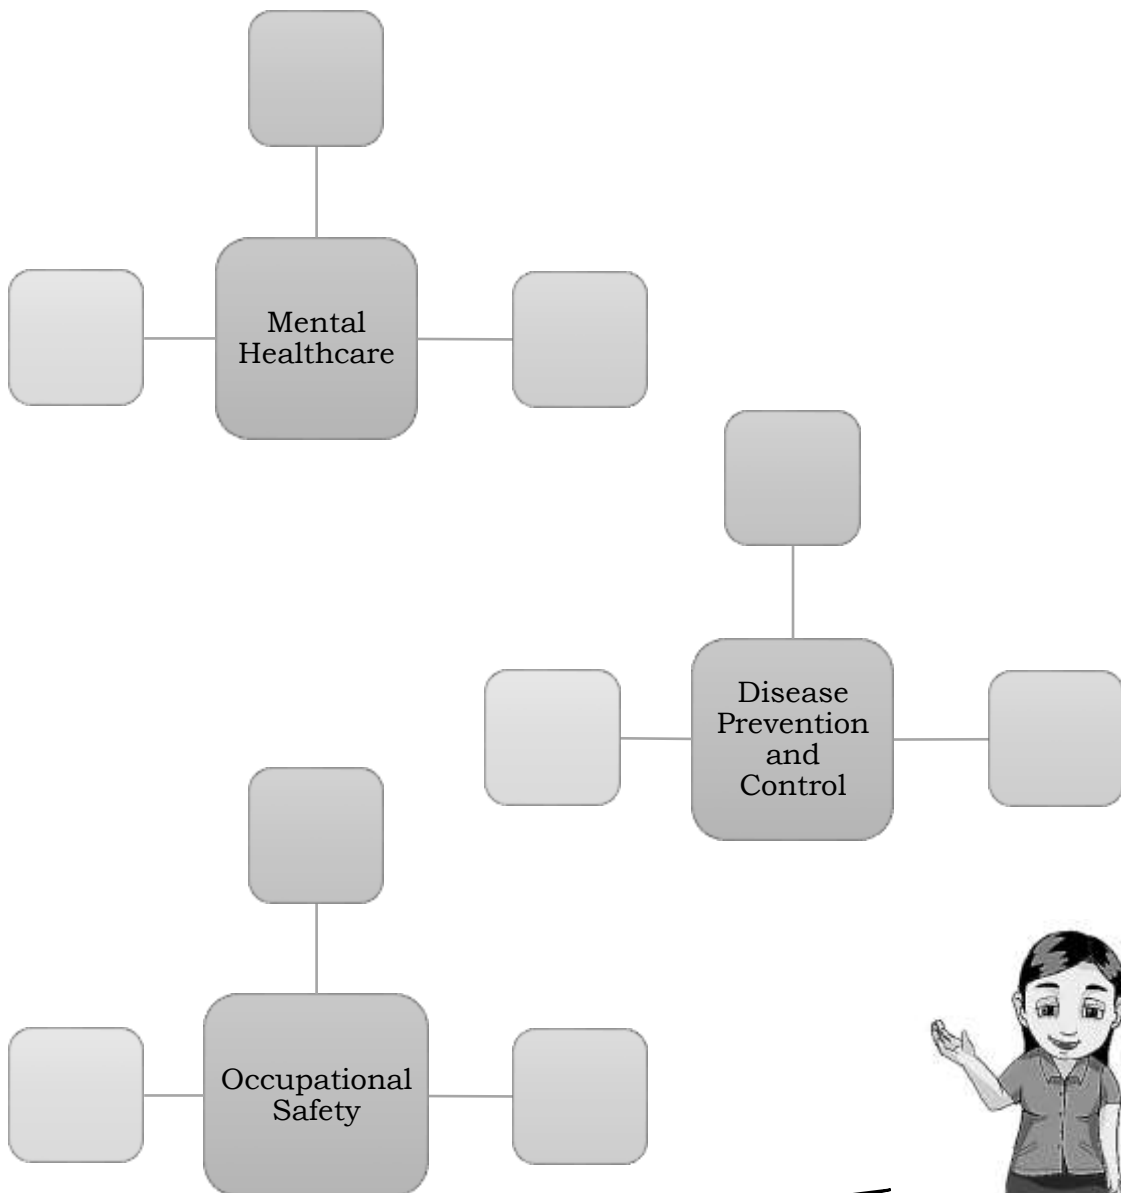 Mental
Healthcare
Disease
Prevention
and
Control
Occupational
Safety